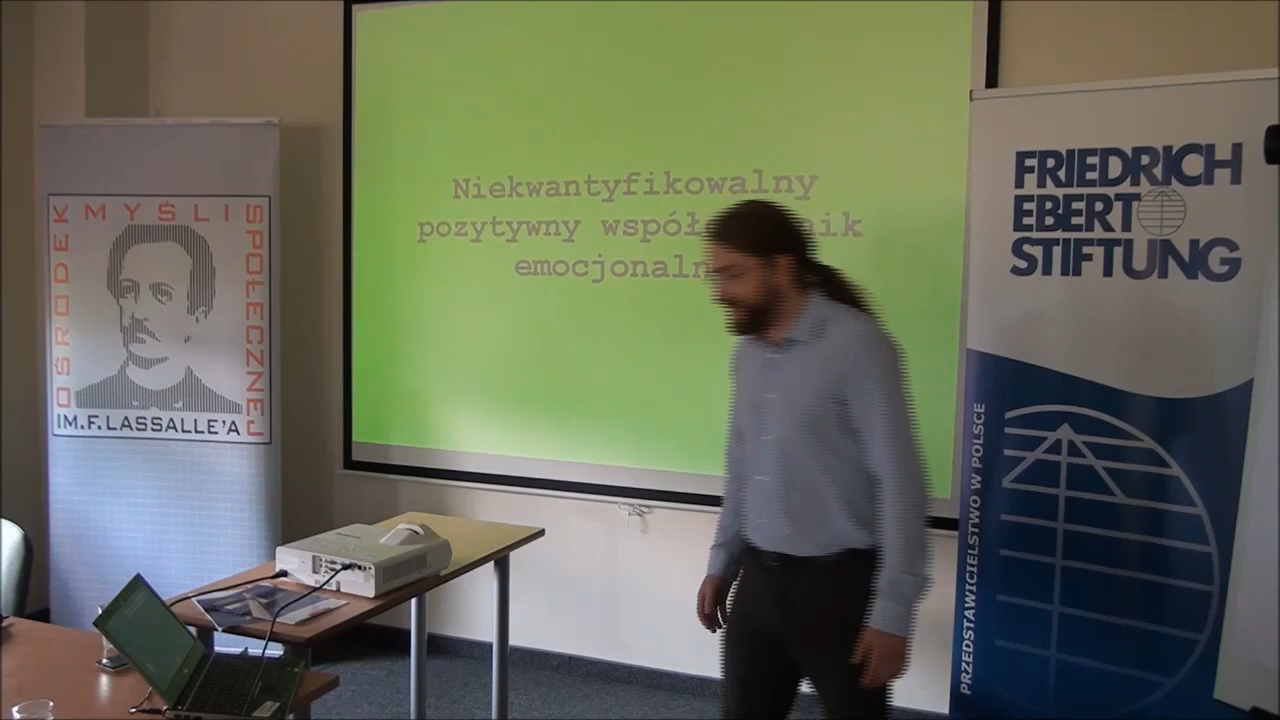 OŚRODEK
MYŚLI
SPOŁECZNEJ
IM.F.LASSALLE'A
Niekwantyfikowalny
pozytywny
FRIEDRICH
EBERT
STIFTUNG
PRZEDSTAWICIELSTWO W POLSCE